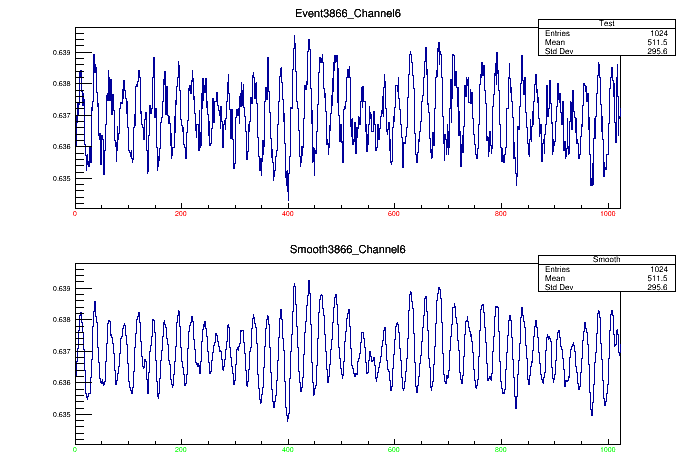 Event3866_Channel6
Test
Entries 1024
Mean 511.5
Std Dev 295.6
0.639
0.638
0.637
0.636
0.635
0 200 400 600 800 1000
Smooth3866_Channel6
Smooth
Entries 1024
Mean 511.5
Std Dev 295.6
0.639
0.638
0.637
0.636
0.635
0 200 400 600 800 1000